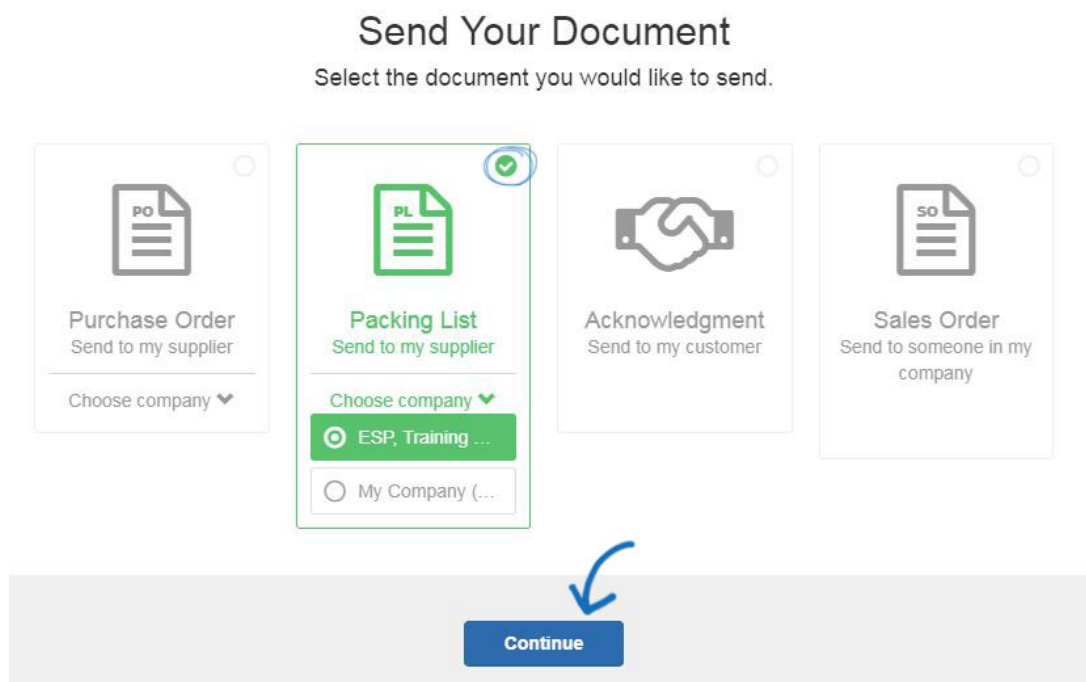 Send Your Document
Select the document you would like to send.
PO
Purchase Order
Send to my supplier
Choose company
PL
Packing List
Send to my supplier
Choose company
ESP, Training ...
My Company (...
Acknowledgment
Send to my customer
SO
Sales Order
Send to someone in my
company
Continue